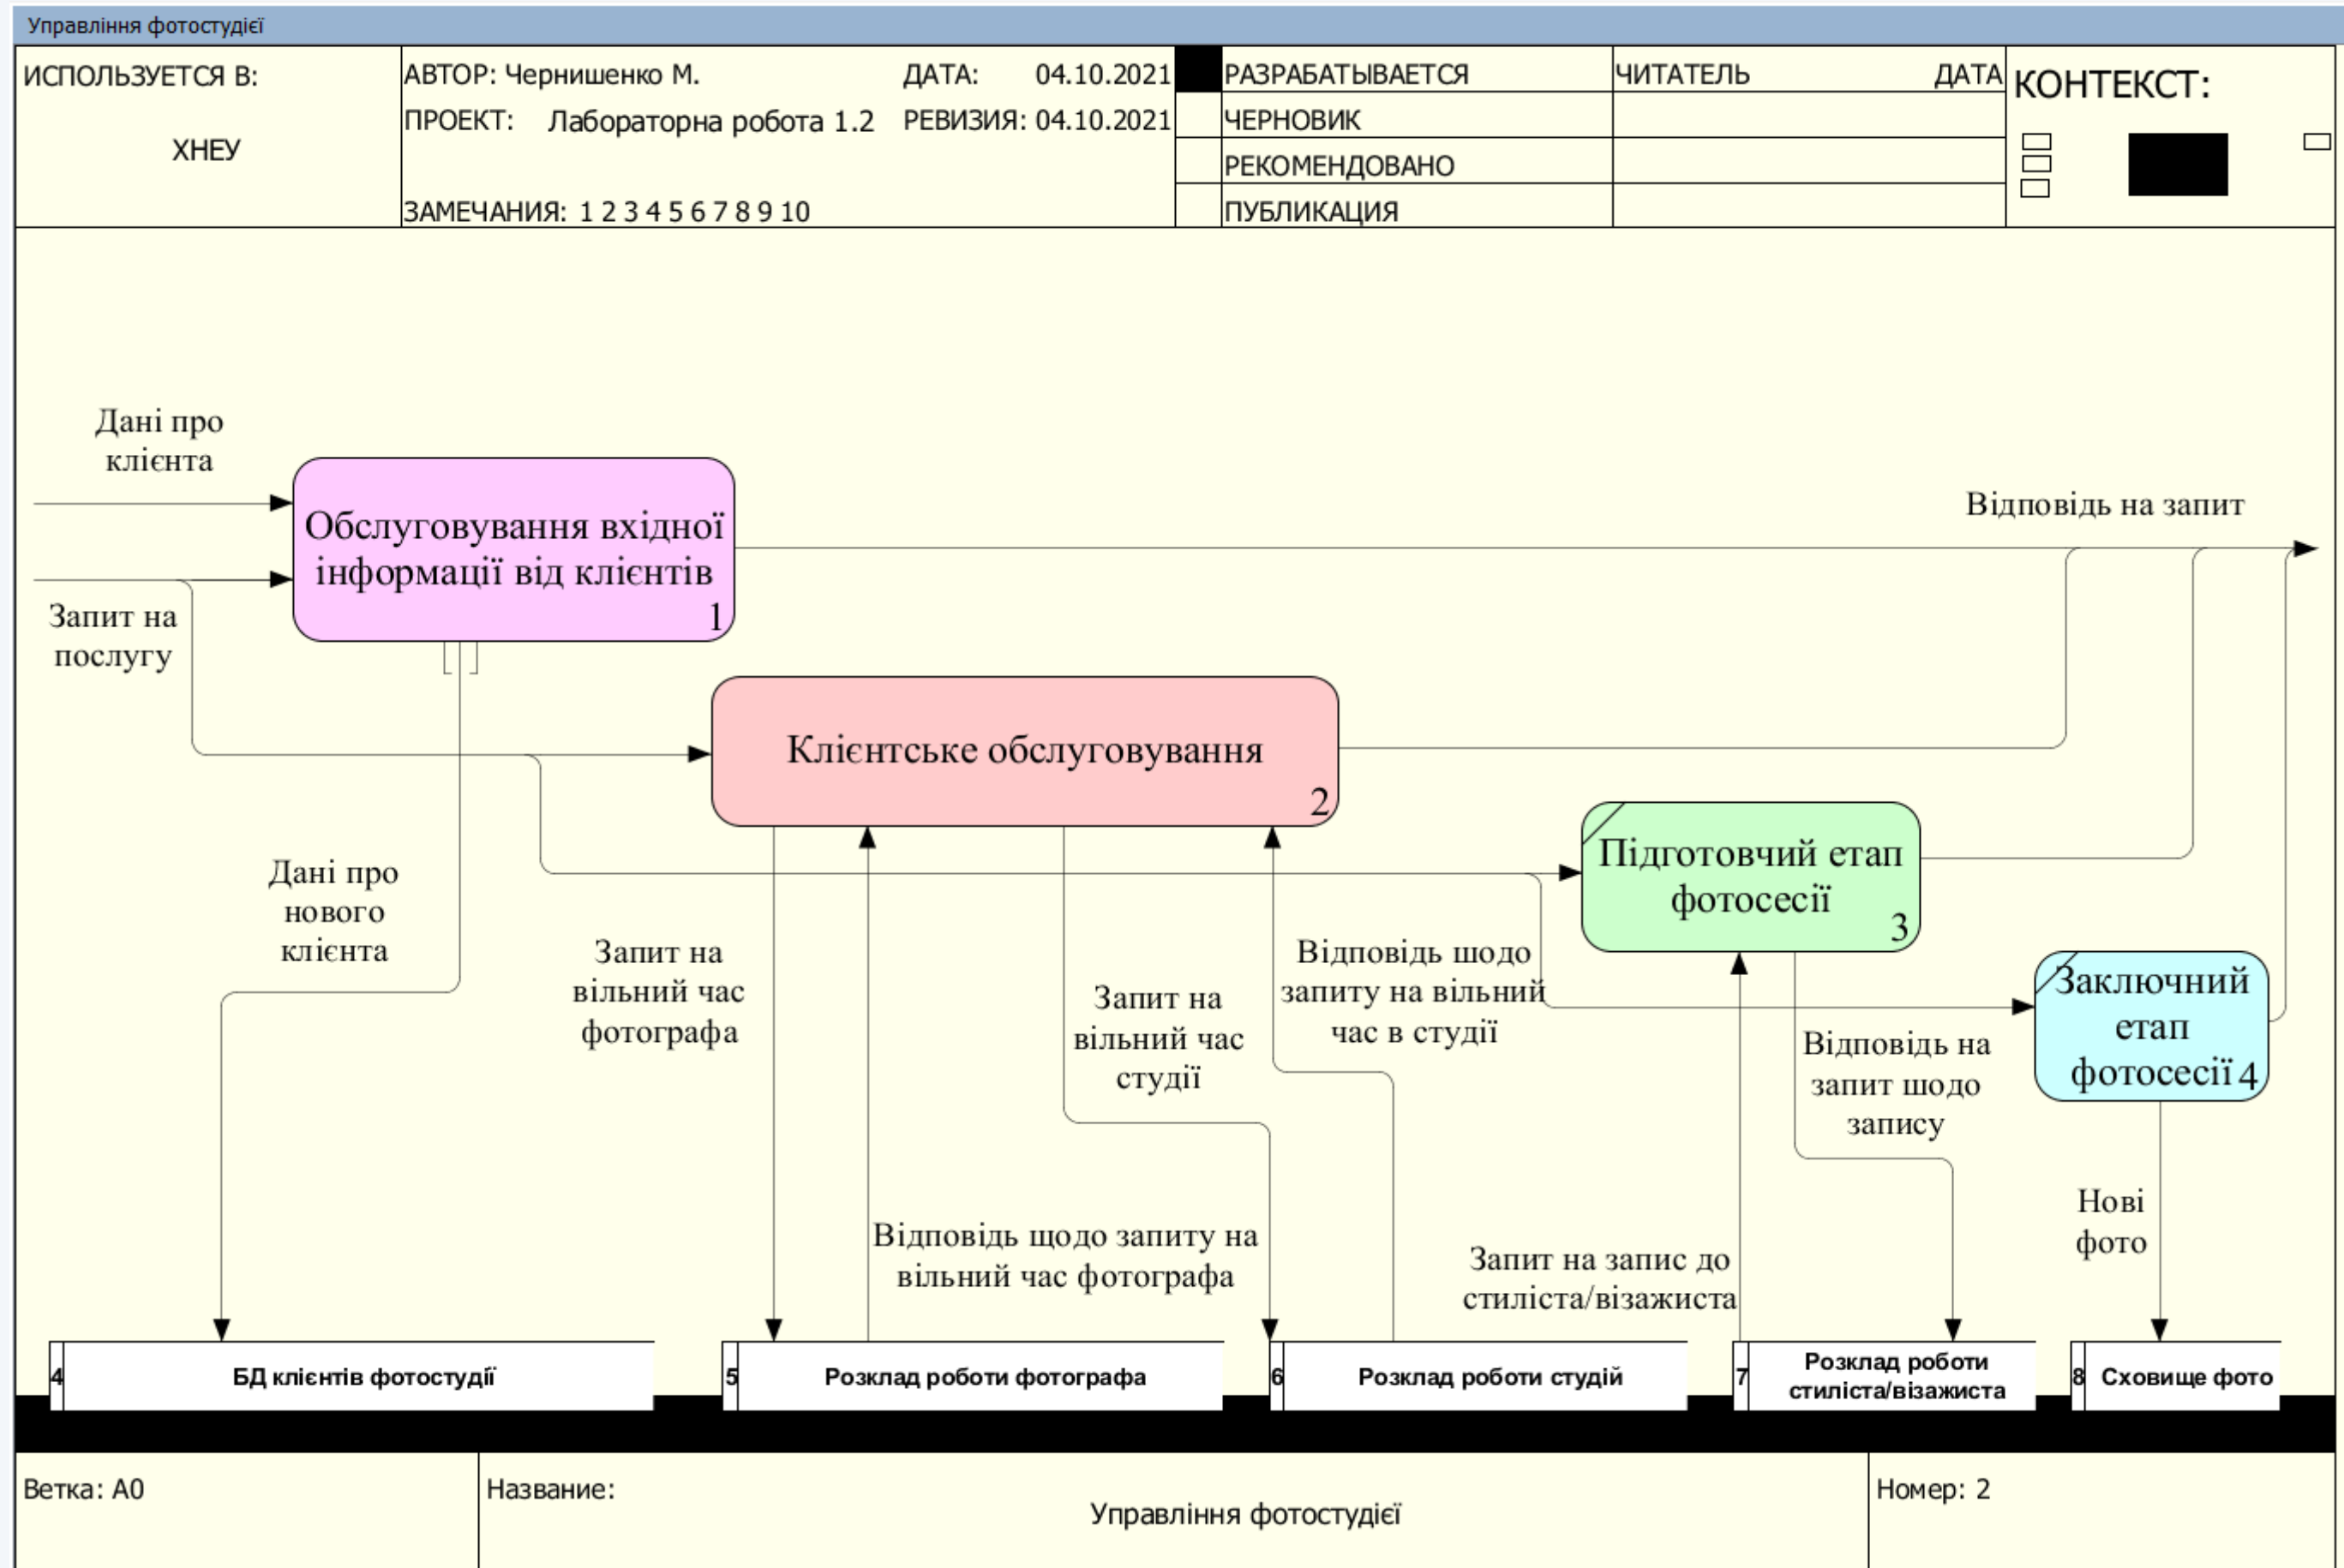 Управління фотостудієї
ИСПОЛЬЗУЕТСЯ В:
ХНЕУ
АВТОР: Чернишенко М.
ДАТА: 04.10.2021
ПРОЕКТ: Лабораторна робота 1.2
РЕВИЗИЯ: 04.10.2021
ЗАМЕЧАНИЯ: 1 2 3 4 5 6 7 8 9 10
РАЗРАБАТЫВАЕТСЯ
ЧЕРНОВИК
РЕКОМЕНДОВАНО
ПУБЛИКАЦИЯ
ЧИТАТЕЛЬ
ДАТА
КОНТЕКСТ:
Дані про
клієнта
Запит на
послугу
Обслуговування вхідної
інформації від клієнтів
1
Відповідь на запит
Клієнтське обслуговування
2
Підготовчий етап
фотосесії
3
Заключний
етап
фотосесії 4
Дані про
нового
клієнта
Запит на
вільний час
фотографа
Відповідь щодо запиту на
вільний час фотографа
Запит на
вільний час
студії
Відповідь шодо
запиту на вільний
час в студії
Запит на запис до
стиліста/візажиста
Відповідь на
запит шодо
запису
Нові
фото
4 БД клієнтів фотостудії
5 Розклад роботи фотографа
6 Розклад роботи студій
7 Розклад роботи
стиліста/візажиста
8 Сховище фото
Ветка: А0
Название:
Управління фотостудієї
Номер: 2